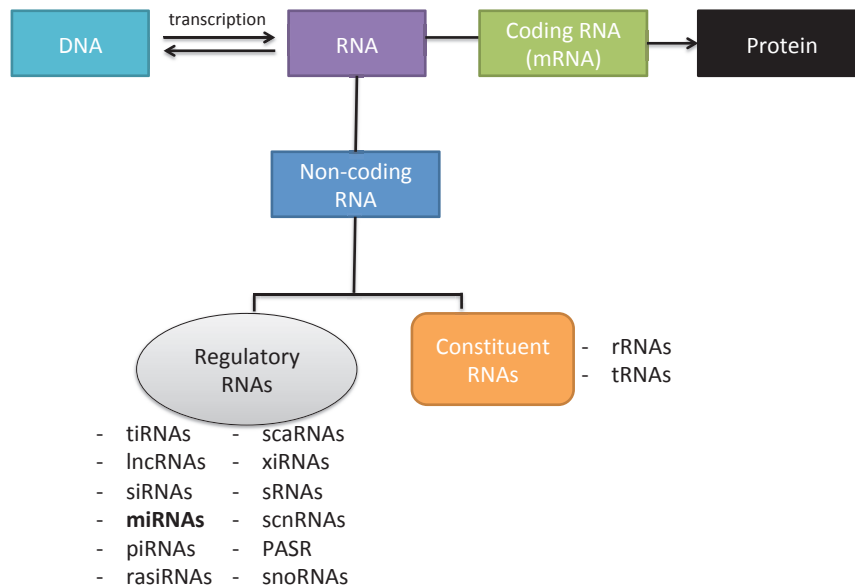 transcription
DNA
RNA
Coding RNA
(mRNA)
Protein
Non-coding
RNA
Regulatory
RNAs
Constituent
RNAs
- rRNAs
- tRNAs
- tiRNAs - scaRNAs
- lncRNAs - xiRNAs
- siRNAs - sRNAs
- miRNAs - scnRNAs
- piRNAs - PASR
- rasiRNAs - snoRNAs